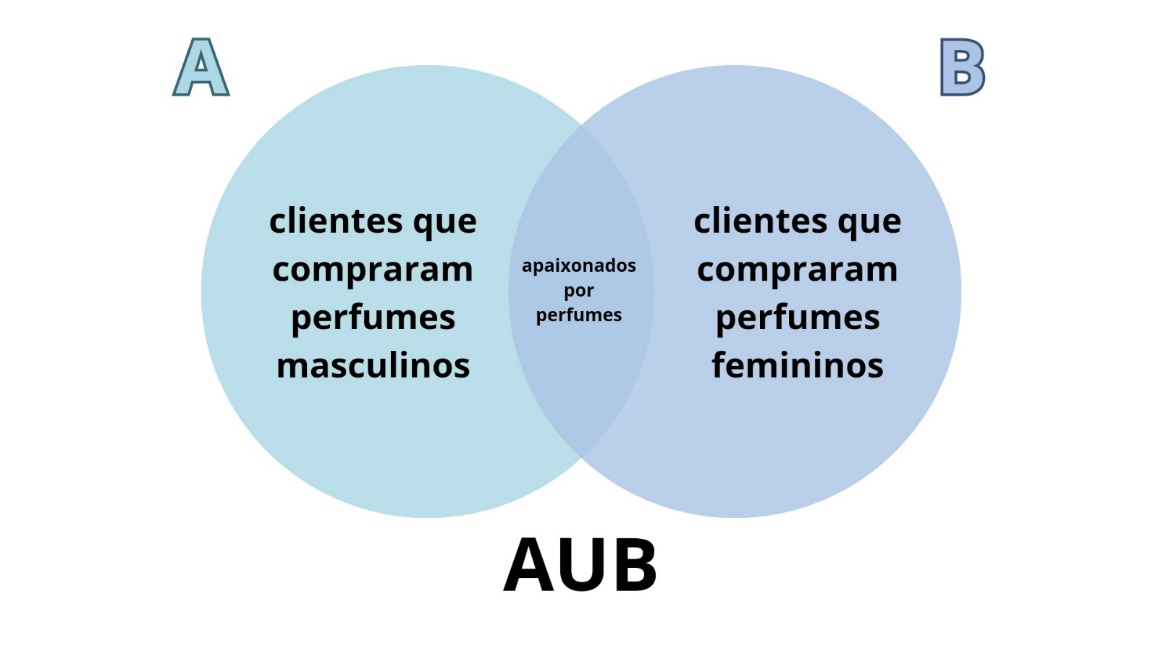 A
B
clientes que
compraram
perfumes
masculinos
apaixonados
por
perfumes
clientes que
compraram
perfumes
femininos
AUB